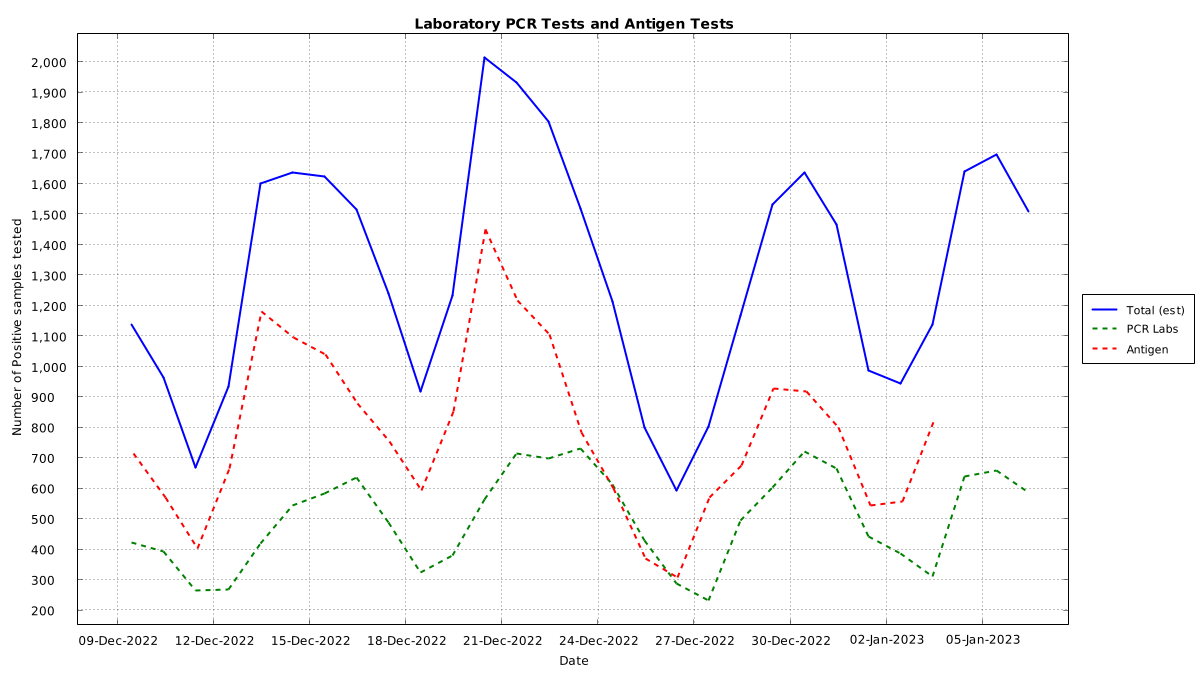 Laboratory PCR Tests and Antigen Tests
Number of Positive samples tested
2,000
1,900
1,800
1,700
1,600
1,500
1,400
1,300
1,200
1,100
1,000
900
800
700
600
500
400
300
200
09-Dec-2022 12-Dec-2022 15-Dec-2022 18-Dec-2022 21-Dec-2022 24-Dec-2022 27-Dec-2022 30-Dec-2022 02-Jan-2023 05-Jan-2023
Date
Total (est)
PCR Labs
Antigen